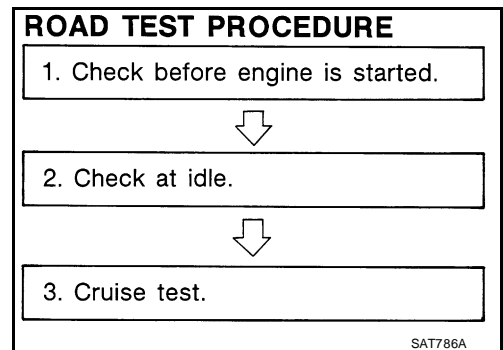 ROAD TEST PROCEDURE
1. Check before engine is started.
2. Check at idle.
3. Cruise test.
SAT786A